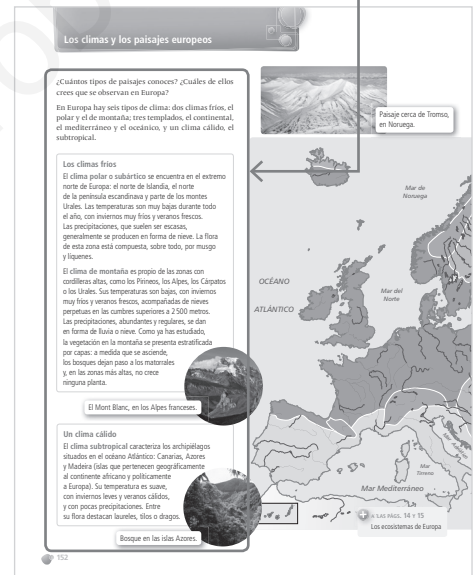 Los climas y los paisajes europeos
¿Cuántos tipos de paisajes conoces? ¿Cuáles de ellos
crees que se observan en Europa?
En Europa hay seis tipos de clima: dos climas fríos, el
polar y el de montaña; tres templados, el continental,
el mediterráneo y el oceánico, y un clima cálido, el
subtropical.
Los climas fríos
El clima polar o subártico se encuentra en el extremo
norte de Europa: el norte de Islandia, el norte
de la península escandinava y parte de los montes
Urales. Las temperaturas son muy bajas durante todo
el año, con inviernos muy fríos y veranos frescos.
Las precipitaciones, que suelen ser escasas,
generalmente se producen en forma de nieve. La flora
de esta zona está compuesta, sobre todo, por musgo
y líquenes.
El clima de montaña es propio de las zonas con
cordilleras altas, como los Pirineos, los Alpes, los Cárpatos
o los Urales. Sus temperaturas son bajas, con inviernos
muy fríos y veranos frescos, acompañadas de nieves
perpetuas en las cumbres superiores a 2 500 metros.
Las precipitaciones, abundantes y regulares, se dan
en forma de lluvia o nieve. Como ya has estudiado,
la vegetación en la montaña se presenta estratificada
por capas: a medida que se asciende,
los bosques dejan paso a los matorrales
y, en las zonas más altas, no crece
ninguna planta.
El Mont Blanc, en los Alpes franceses.
Un clima cálido
El clima subtropical caracteriza los archipiélagos
situados en el océano Atlántico: Canarias, Azores
y Madeira (islas que pertenecen geográficamente
al continente africano y políticamente
a Europa). Su temperatura es suave,
con inviernos leves y veranos cálidos,
y con pocas precipitaciones. Entre
su flora destacan laureles, tilos o dragos.
Bosque en las islas Azores.
152
Paisaje cerca de Tromso,
en Noruega.
Mar de
Noruega
OCÉANO
ATLÁNTICO
Mar del
Norte
Mar
Tirreno
Mar Mediterráneo
LAS PÁGS. 14 Y 15
Los ecosistemas de Europa